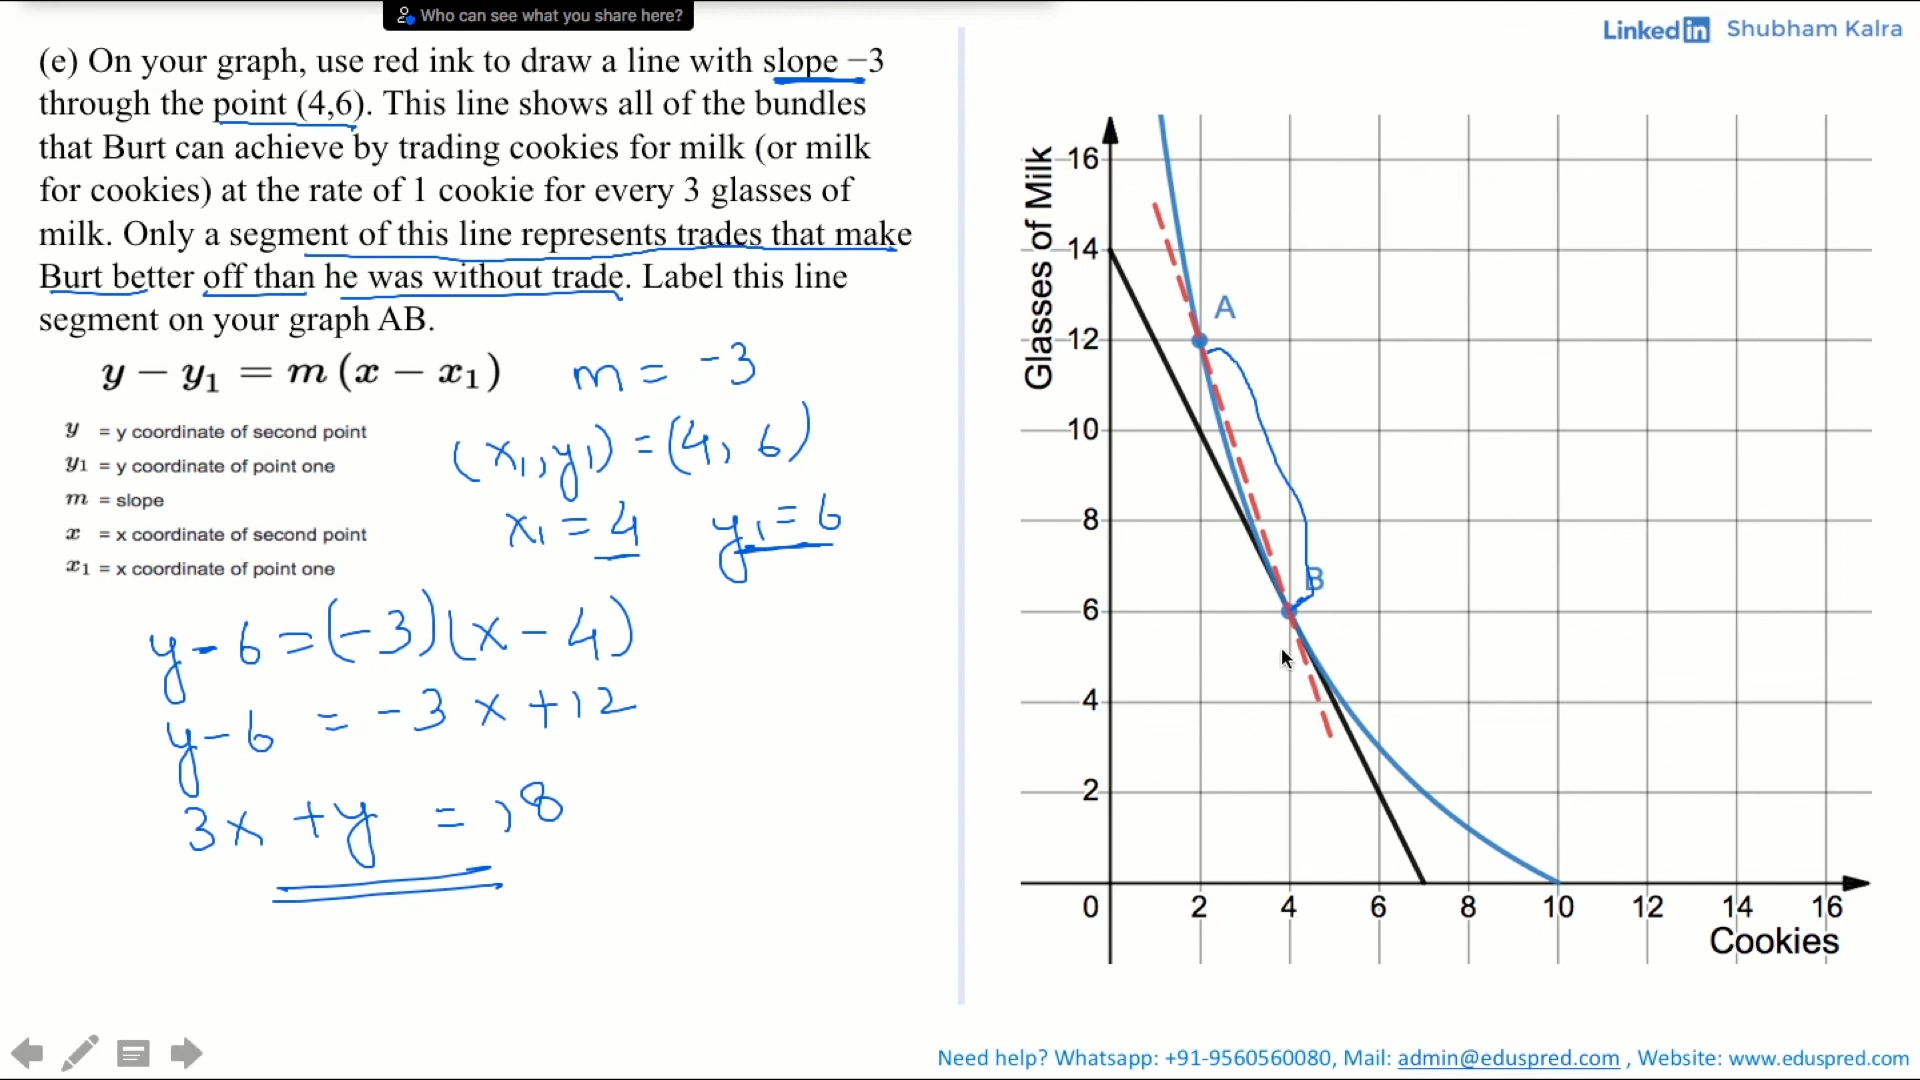 Who can see what you share here?
LinkedIn Shubham Kalra
(e) On your graph, use red ink to draw a line with slope −3
through the point (4,6). This line shows all of the bundles
that Burt can achieve by trading cookies for milk (or milk
for cookies) at the rate of 1 cookie for every 3 glasses of
milk. Only a segment of this line represents trades that make
Burt better off than he was without trade. Label this line
segment on your graph AB.
y − y₁ = m (x − x₁)
y = y coordinate of second point
y₁ = y coordinate of point one
m = slope
x = x coordinate of second point
x₁ = x coordinate of point one
m = -3
(x₁, y₁) = (4, 6)
x₁ = 4 y₁ = 6
y - 6 = (-3)(x - 4)
y - 6 = -3x + 12
3x + y = 18
Glasses of Milk
16
14
12
10
8
6
4
2
A
B
0 2 4 6 8 10 12 14 16
Cookies
Need help? Whatsapp: +91-9560560080, Mail: admin@eduspred.com , Website: www.eduspred.com